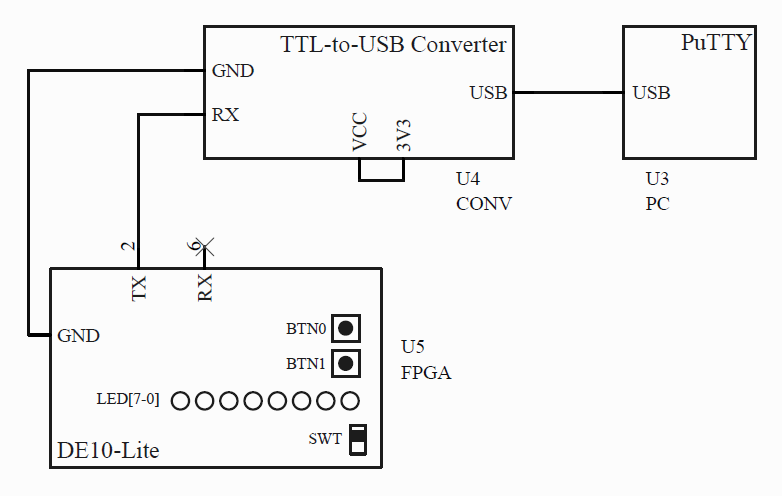 TTL-to-USB Converter
PuTTY
GND
USB
USB
RX
VCC
3V3
U4
CONV
U3
PC
2
6
TX
RX
GND
BTN0
BTN1
U5
FPGA
LED[7-0]
SWT
DE10-Lite